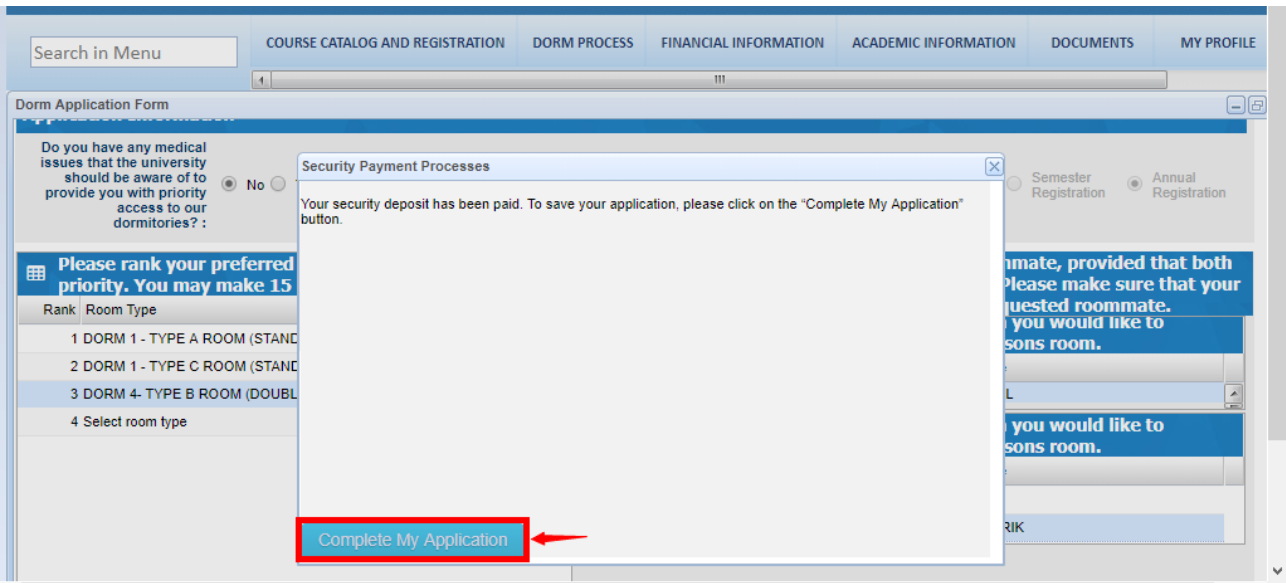 Search in Menu
COURSE CATALOG AND REGISTRATION DORM PROCESS FINANCIAL INFORMATION ACADEMIC INFORMATION DOCUMENTS MY PROFILE
Dorm Application Form
Do you have any medical
issues that the university
should be aware of to
provide you with priority
access to our
dormitories? :
No
Semester
Registration
Annual
Registration
Security Payment Processes
Your security deposit has been paid. To save your application, please click on the “Complete My Application”
button.
Complete My Application
Please rank your preferred
priority. You may make 15
Rank Room Type
1 DORM 1 - TYPE A ROOM (STAND
2 DORM 1 - TYPE C ROOM (STAND
3 DORM 4- TYPE B ROOM (DOUBL
4 Select room type
mmate, provided that both
Please make sure that your
quested roommate.
you would like to
sons room.
L
you would like to
sons room.
RIK